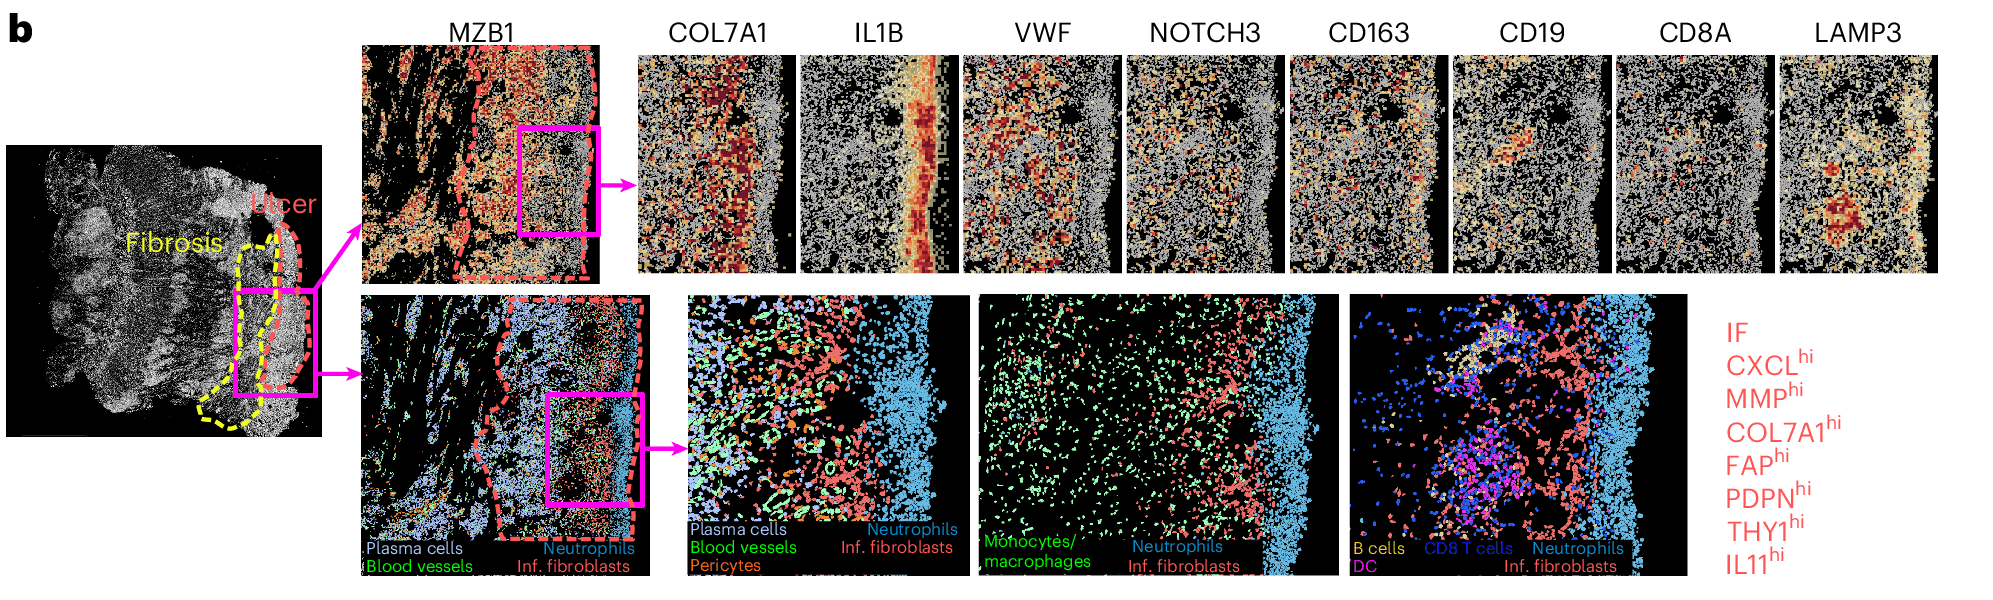 b
MZB1
COL7A1
IL1B
VWF
NOTCH3
CD163
CD19
CD8A
LAMP3
Ulcer
Fibrosis
Plasma cells
Neutrophils
Blood vessels
Inf. fibroblasts
Plasma cells
Neutrophils
Blood vessels
Inf. fibroblasts
Pericytes
Monocytes/
macrophages
Neutrophils
Inf. fibroblasts
B cells
CD8 T cells
Neutrophils
DC
Inf. fibroblasts
IF
CXCLhi
MMPhi
COL7A1hi
FAPhi
PDPNhi
THY1hi
IL11hi